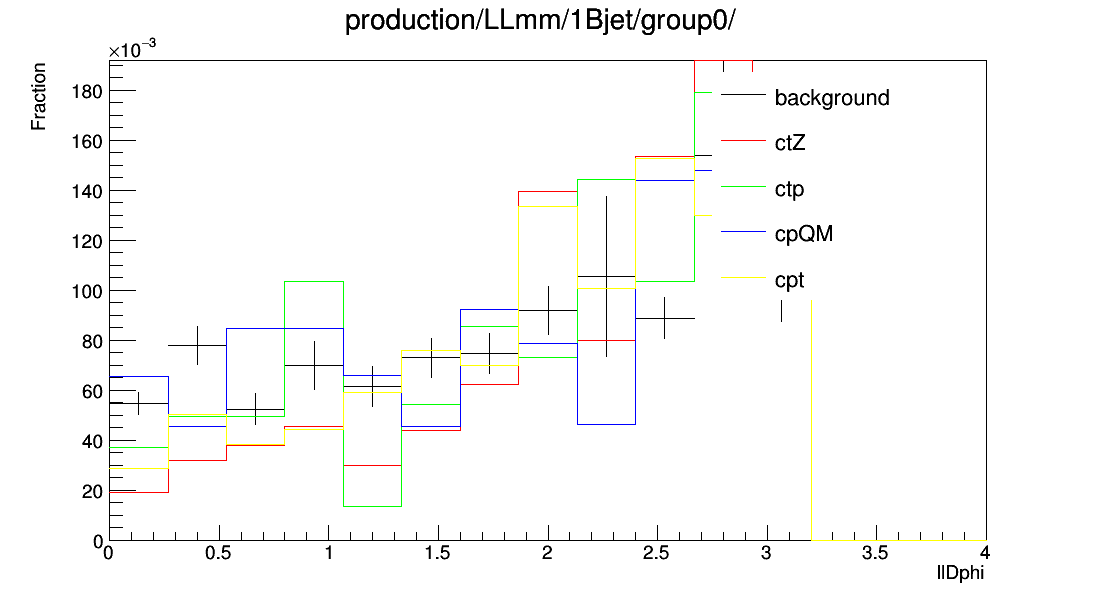 production/LLmm/1Bjet/group0/
×10⁻³
Fraction
180
160
140
120
100
80
60
40
20
0
background
ctZ
ctp
cpQM
cpt
0 0.5 1 1.5 2 2.5 3 3.5 4
llDphi